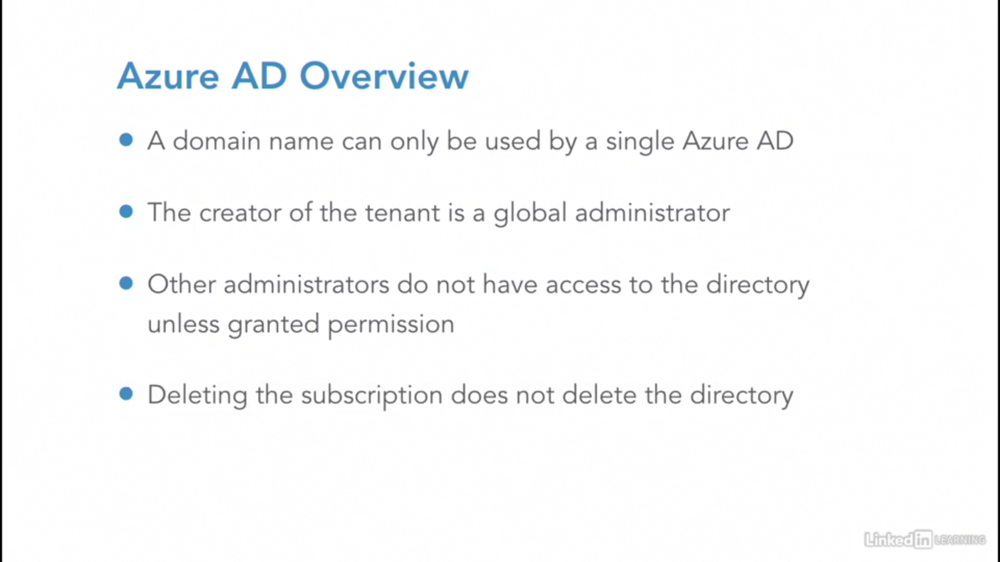 Azure AD Overview
A domain name can only be used by a single Azure AD
The creator of the tenant is a global administrator
Other administrators do not have access to the directory
unless granted permission
Deleting the subscription does not delete the directory
Linked in LEARNING